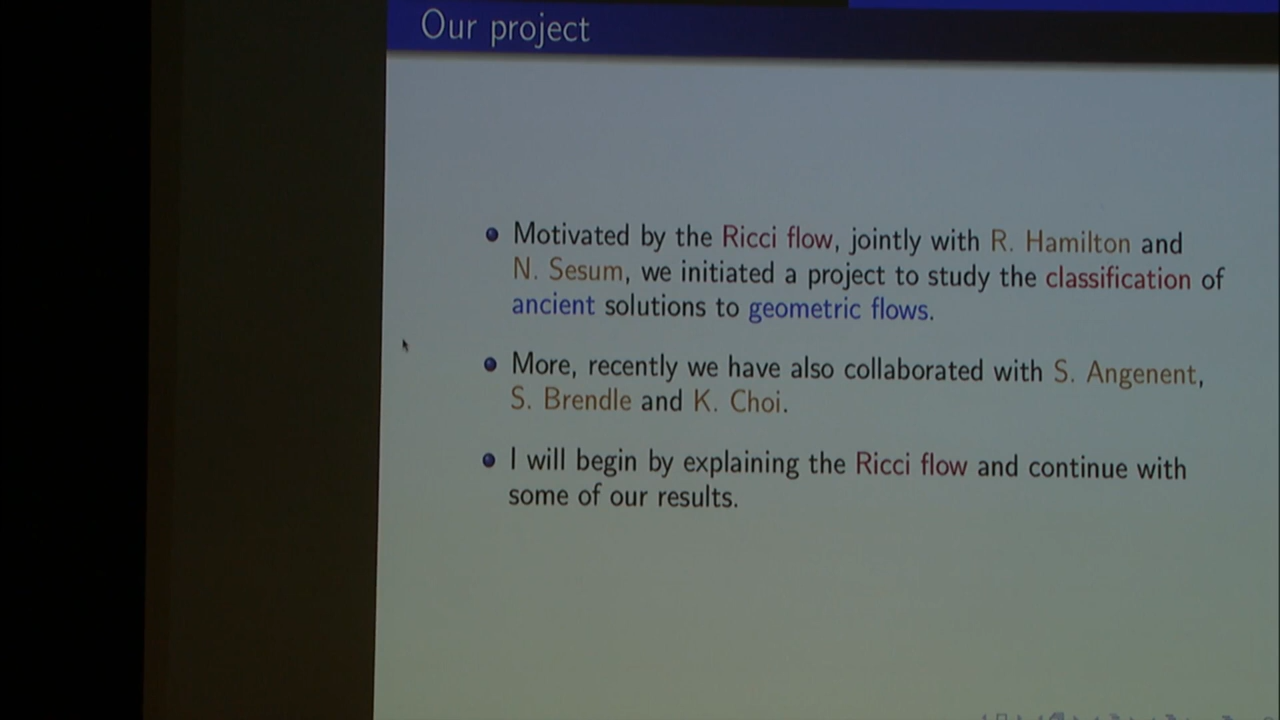 Our project
Motivated by the Ricci flow, jointly with R. Hamilton and
N. Sesum, we initiated a project to study the classification of
ancient solutions to geometric flows.
More, recently we have also collaborated with S. Angenent,
S. Brendle and K. Choi.
I will begin by explaining the Ricci flow and continue with
some of our results.